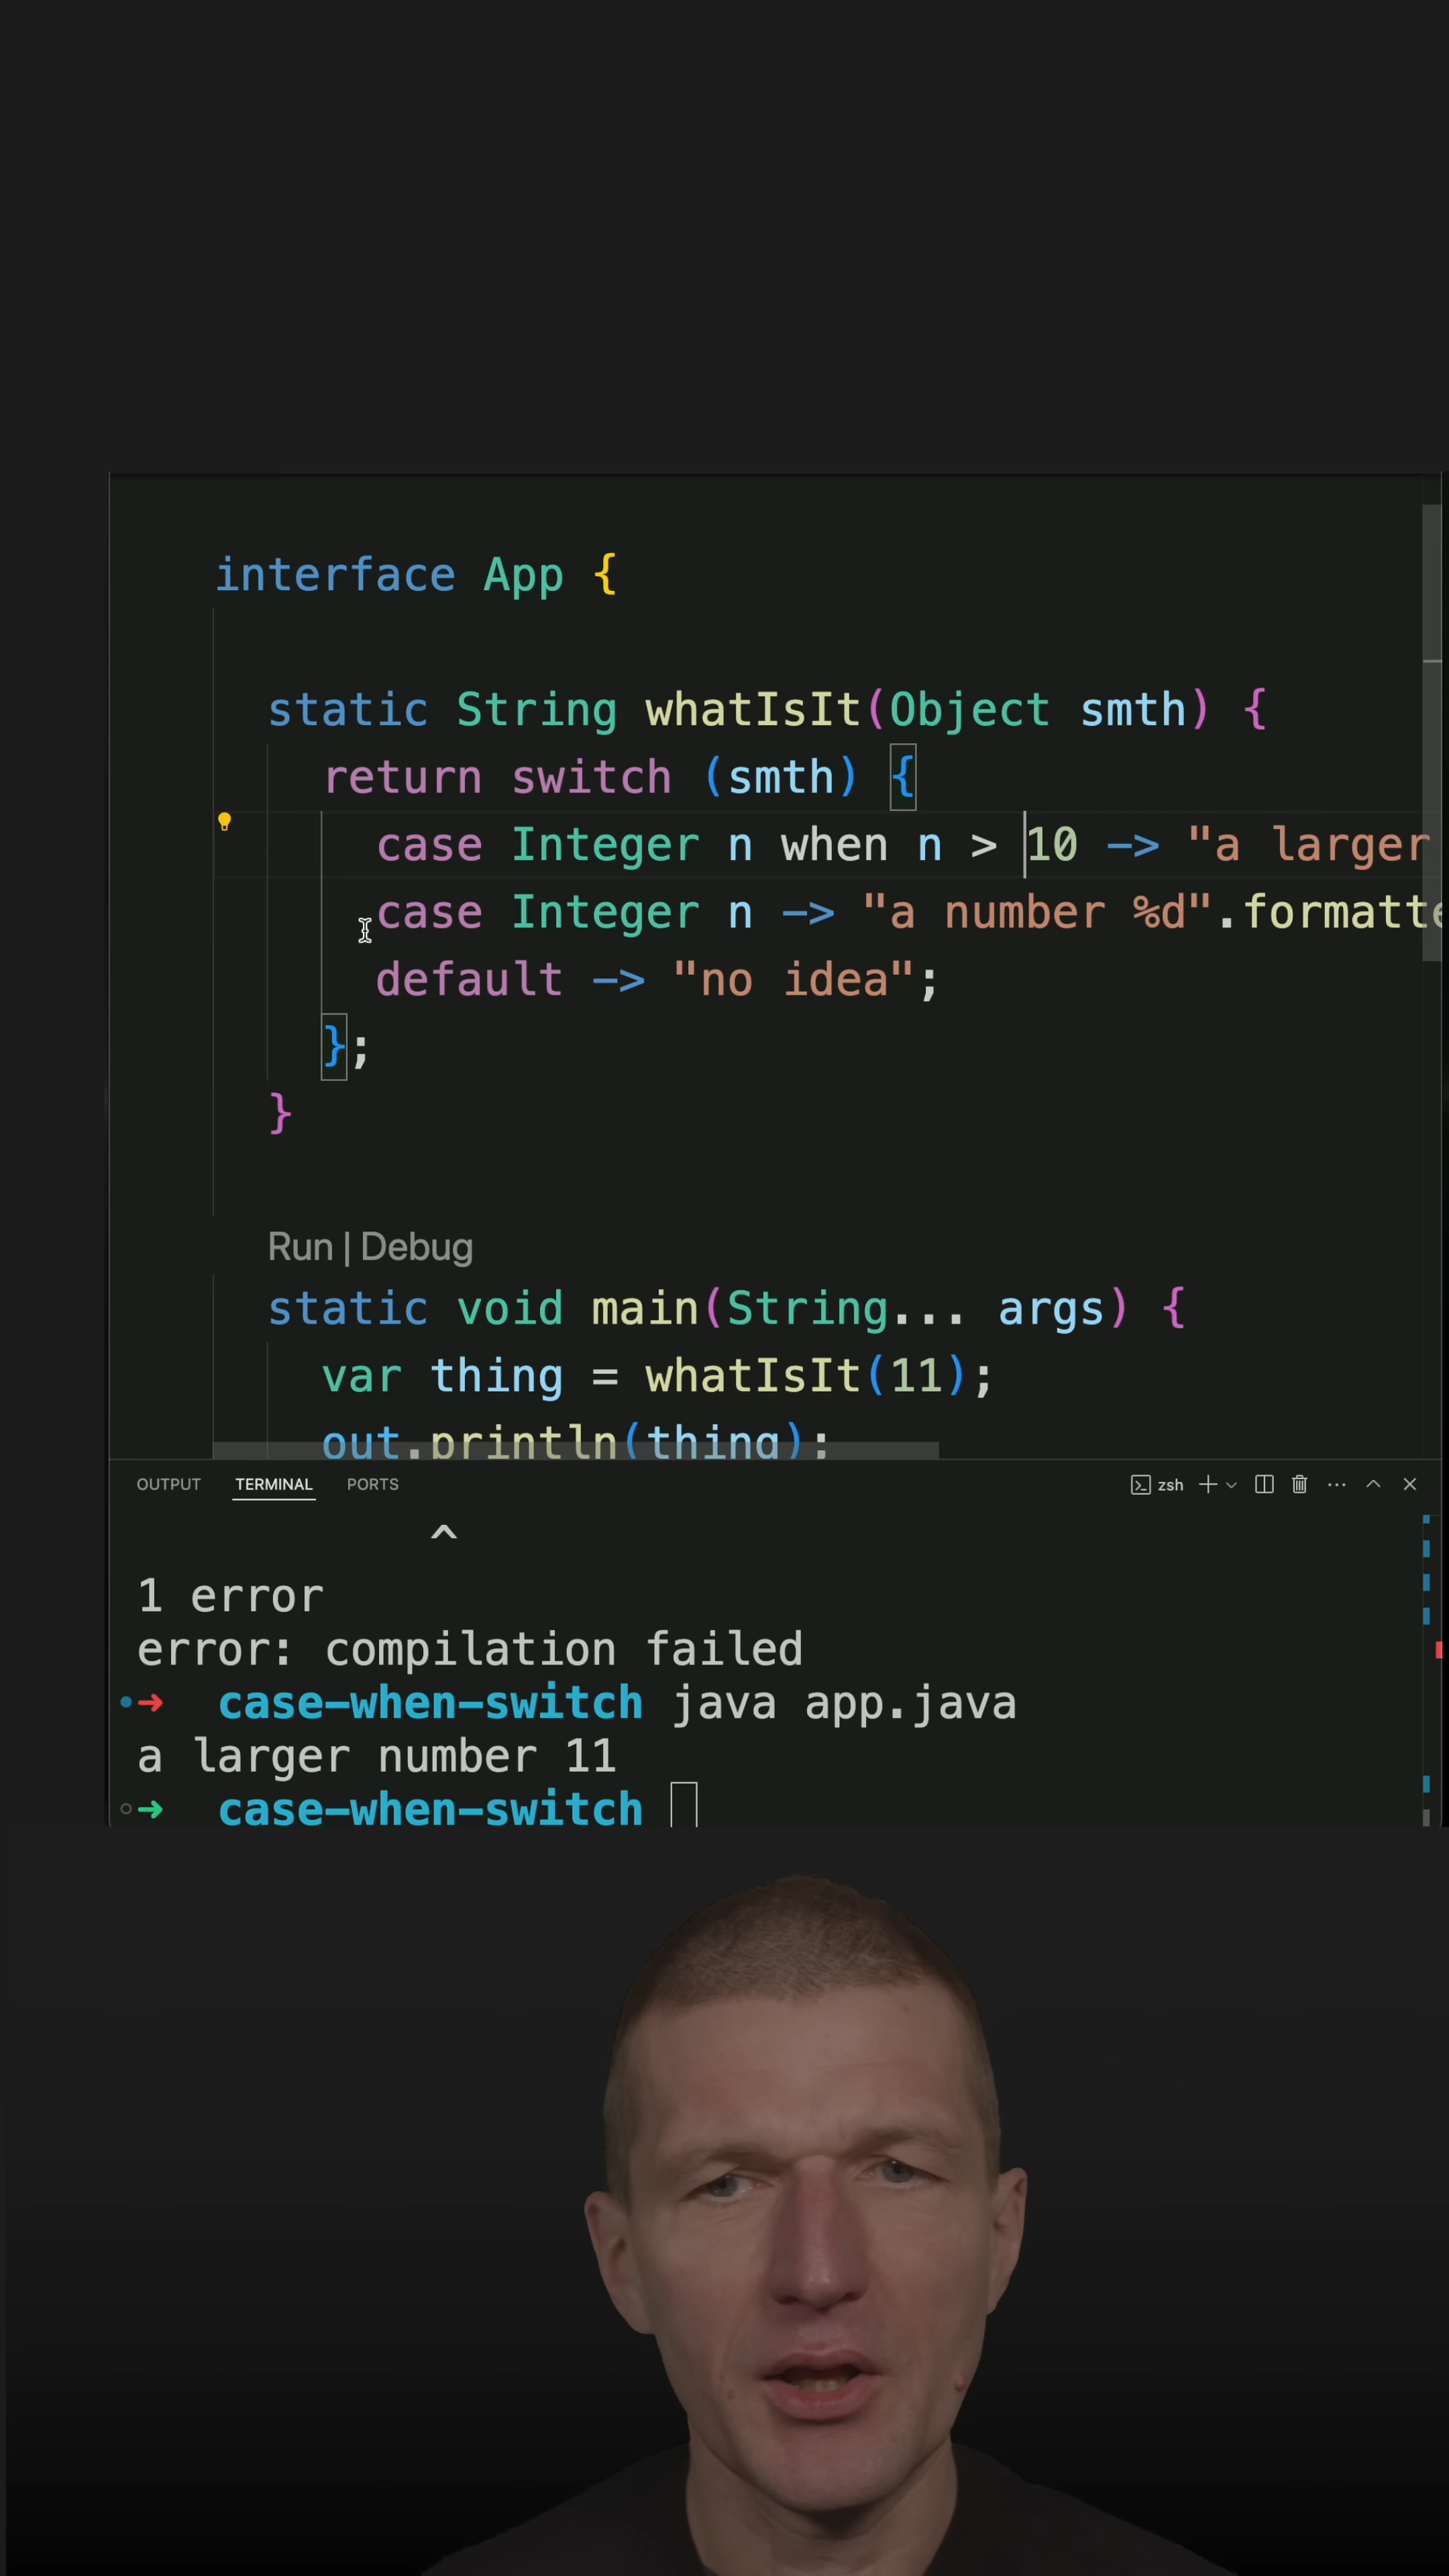 interface App {
static String whatIsIt(Object smth) {
return switch (smth) {
case Integer n when n > 10 -> "a larger
case Integer n -> "a number %d".formatte
default -> "no idea";
};
}
Run | Debug
static void main(String... args) {
var thing = whatIsIt(11);
out.println(thing);
OUTPUT TERMINAL PORTS zsh
^
1 error
error: compilation failed
case-when-switch java app.java
a larger number 11
case-when-switch